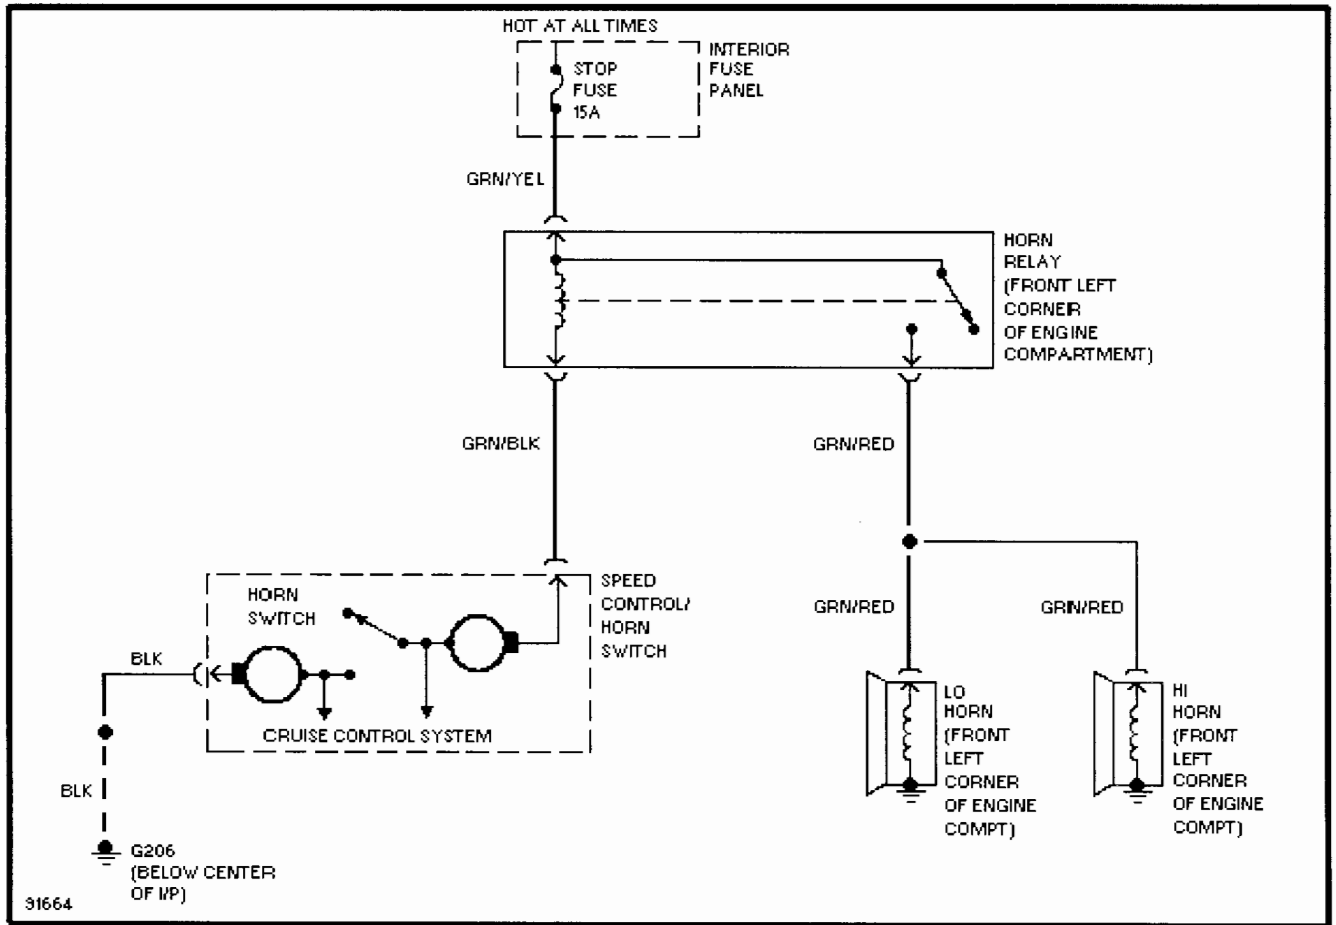 HOT AT ALL TIMES
STOP
FUSE
15A
INTERIOR
FUSE
PANEL
GRN/YEL
HORN
RELAY
(FRONT LEFT
CORNER
OF ENGINE
COMPARTMENT)
GRN/BLK
GRN/RED
SPEED
CONTROL/
HORN
SWITCH
HORN
SWITCH
BLK
CRUISE CONTROL SYSTEM
GRN/RED
GRN/RED
LO
HORN
(FRONT
LEFT
CORNER
OF ENGINE
COMPT)
HI
HORN
(FRONT
LEFT
CORNER
OF ENGINE
COMPT)
BLK
G206
(BELOW CENTER
OF I/P)
91664